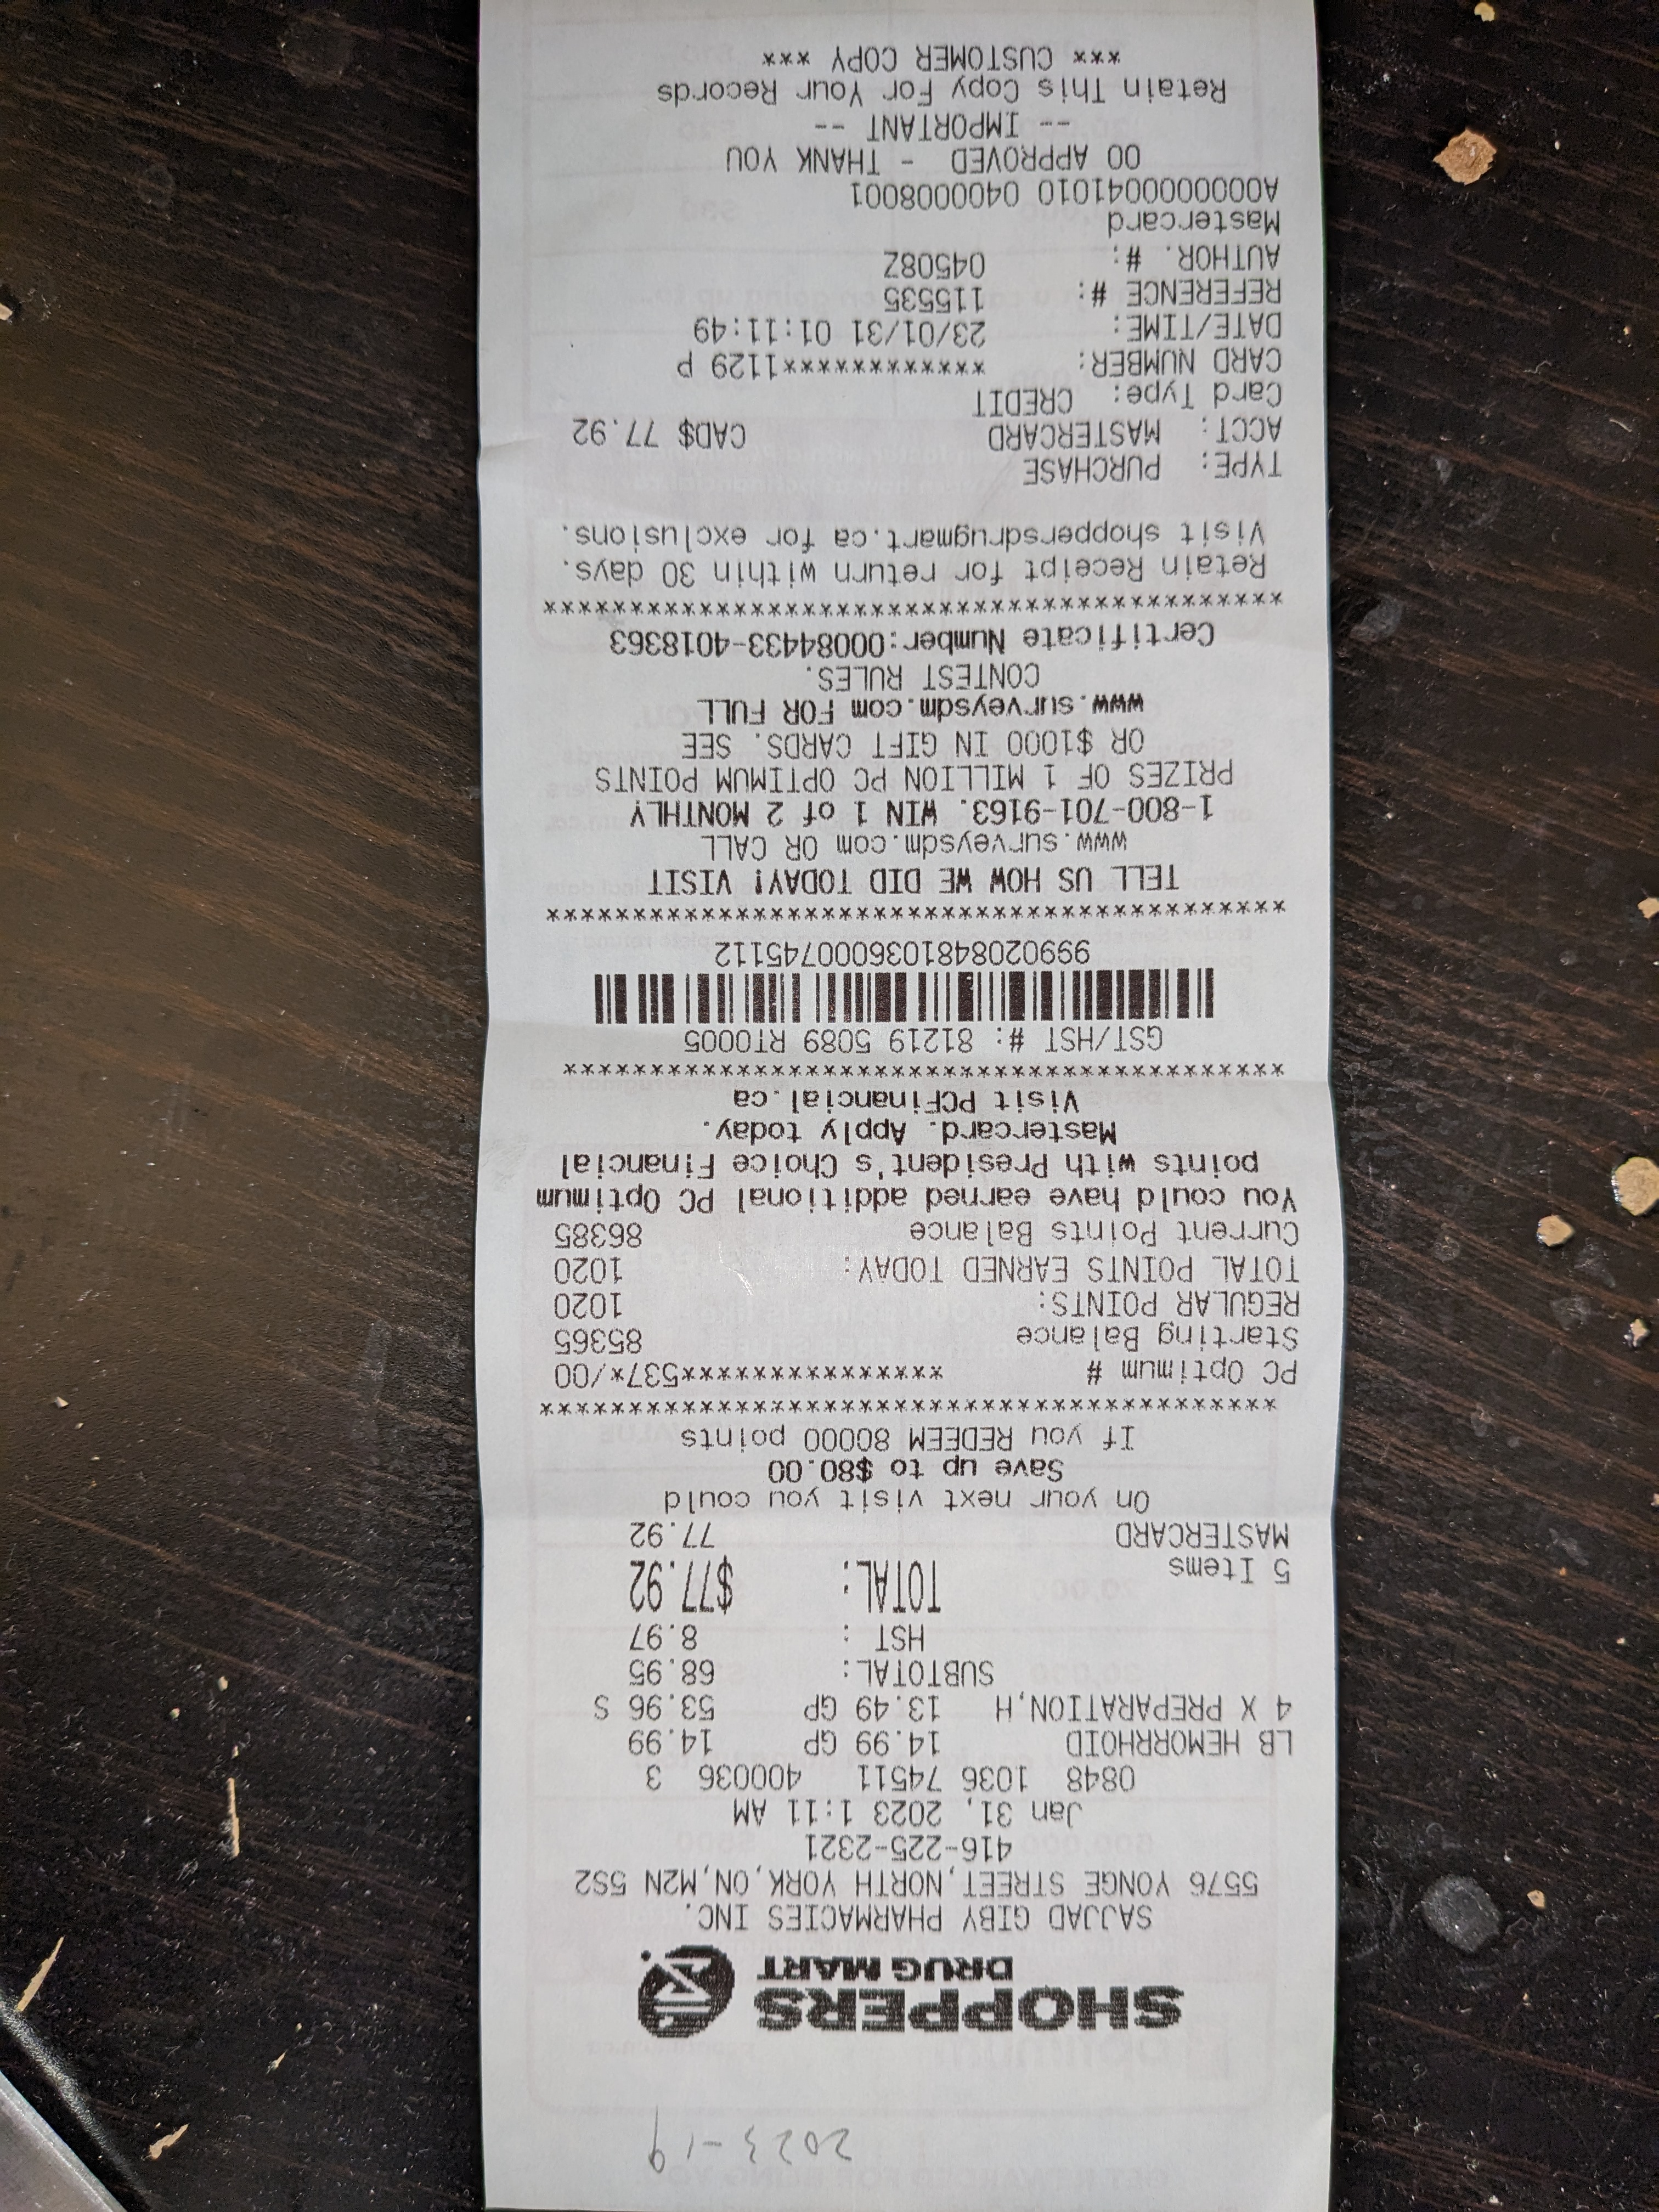 2023-19
SHOPPERS
DRUG MART
SAJJAD GIBY PHARMACIES INC.
5576 YONGE STREET,NORTH YORK,ON,M2N 5S2
416-225-2321
Jan 31, 2023 1:11 AM
0848 1036 74511 400036 3
LB HEMORRHOID 14.99 GP 14.99
4 X PREPARATION,H 13.49 GP 53.96 S
SUBTOTAL: 68.95
HST : 8.97
TOTAL: $77.92
5 Items
MASTERCARD 77.92
On your next visit you could
Save up to $80.00
If you REDEEM 80000 points
******************************************
PC Optimum # ***************537*/00
Starting Balance 85365
REGULAR POINTS: 1020
TOTAL POINTS EARNED TODAY: 1020
Current Points Balance 86385
You could have earned additional PC Optimum
points with President's Choice Financial
Mastercard. Apply today.
Visit PCFinancial.ca
******************************************
GST/HST #: 81219 5089 RT0005
9990208481036000745112
******************************************
TELL US HOW WE DID TODAY! VISIT
www.surveysdm.com OR CALL
1-800-701-9163. WIN 1 of 2 MONTHLY
PRIZES OF 1 MILLION PC OPTIMUM POINTS
OR $1000 IN GIFT CARDS. SEE
www.surveysdm.com FOR FULL
CONTEST RULES.
Certificate Number:00084433-4018363
******************************************
Retain Receipt for return within 30 days.
Visit shoppersdrugmart.ca for exclusions.
TYPE: PURCHASE
ACCT: MASTERCARD CAD$ 77.92
Card Type: CREDIT
CARD NUMBER: ************1129 P
DATE/TIME: 23/01/31 01:11:49
REFERENCE #: 115535
AUTHOR. #: 04508Z
Mastercard
A0000000041010 0400008001
00 APPROVED - THANK YOU
-- IMPORTANT --
Retain This Copy For Your Records
*** CUSTOMER COPY ***